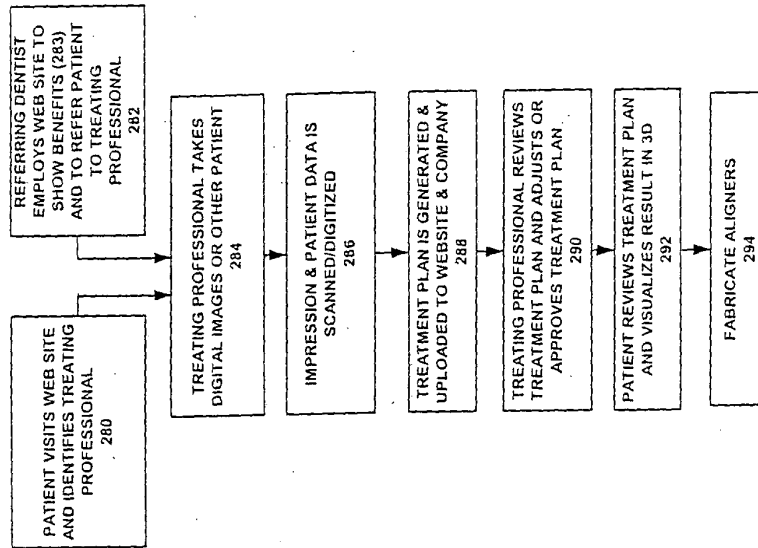 PATIENT VISITS WEB SITE
AND IDENTIFIES TREATING
PROFESSIONAL
280
REFERRING DENTIST
EMPLOYS WEB SITE TO
SHOW BENEFITS (283)
AND TO REFER PATIENT
TO TREATING
PROFESSIONAL
282
TREATING PROFESSIONAL TAKES
DIGITAL IMAGES OR OTHER PATIENT
284
IMPRESSION & PATIENT DATA IS
SCANNED/DIGITIZED
286
TREATMENT PLAN IS GENERATED &
UPLOADED TO WEBSITE & COMPANY
288
TREATING PROFESSIONAL REVIEWS
TREATMENT PLAN AND ADJUSTS OR
APPROVES TREATMENT PLAN
290
PATIENT REVIEWS TREATMENT PLAN
AND VISUALIZES RESULT IN 3D
292
FABRICATE ALIGNERS
294